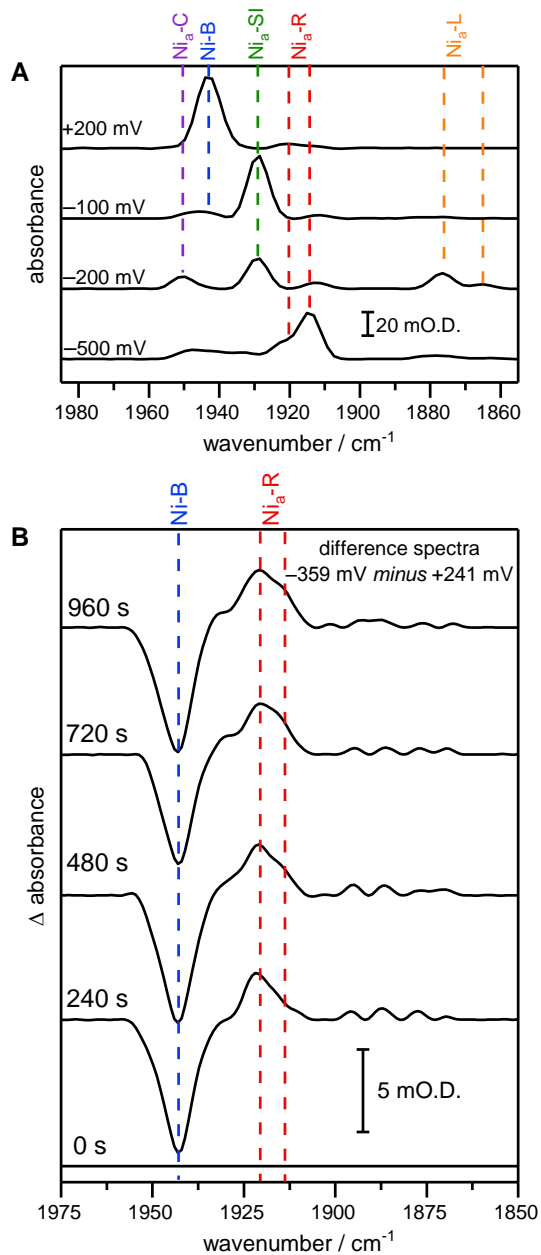 Niₐ-C
Ni-B
Niₐ-SI
Niₐ-R
Niₐ-L
A
+200 mV
–100 mV
–200 mV
–500 mV
20 mO.D.
absorbance
1980 1960 1940 1920 1900 1880 1860
wavenumber / cm⁻¹
Ni-B
Niₐ-R
B
difference spectra
–359 mV minus +241 mV
960 s
720 s
480 s
240 s
0 s
5 mO.D.
Δ absorbance
1975 1950 1925 1900 1875 1850
wavenumber / cm⁻¹